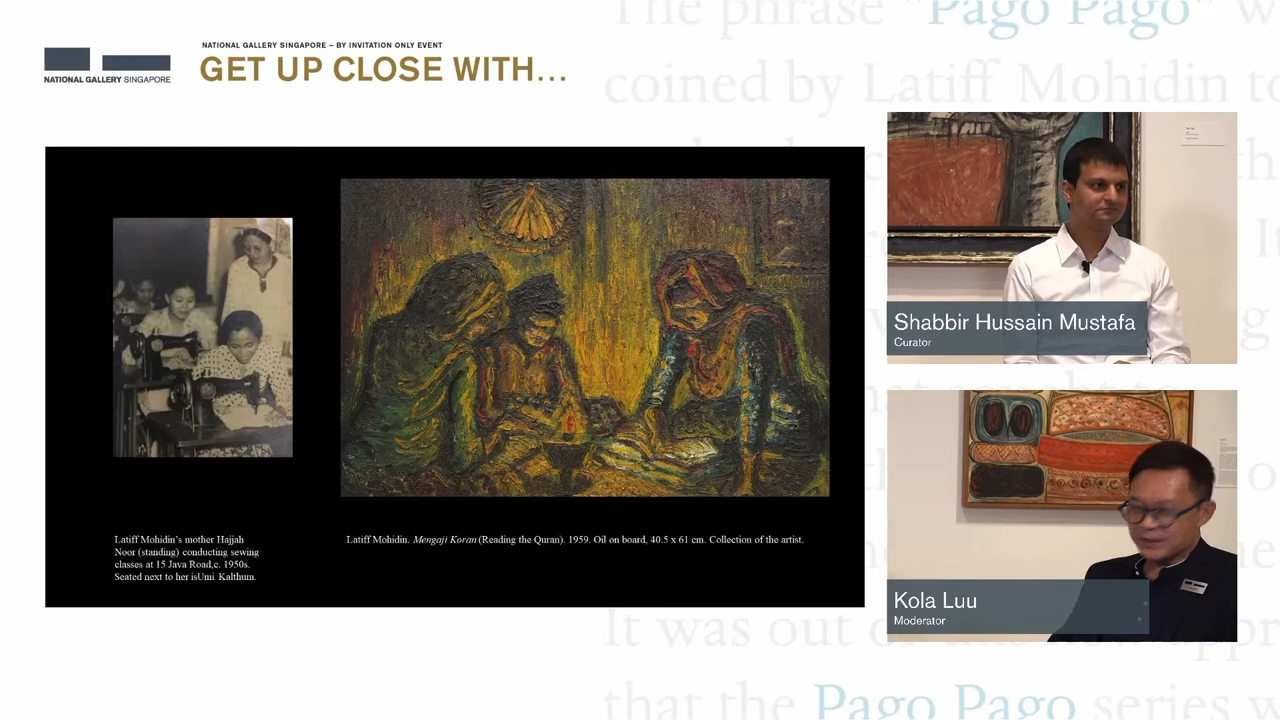 The phrase "Pago Pago" w
coined by Latiff Mohidin to
NATIONAL GALLERY SINGAPORE
NATIONAL GALLERY SINGAPORE – BY INVITATION ONLY EVENT
GET UP CLOSE WITH...
Latiff Mohidin's mother Hajjah
Noor (standing) conducting sewing
classes at 15 Java Road,c. 1950s.
Seated next to her isUmi Kalthum.
Latiff Mohidin. Mengaji Koran (Reading the Quran). 1959. Oil on board, 40.5 x 61 cm. Collection of the artist.
Shabbir Hussain Mustafa
Curator
Kola Luu
Moderator
It was out of
that the Pago Pago series w